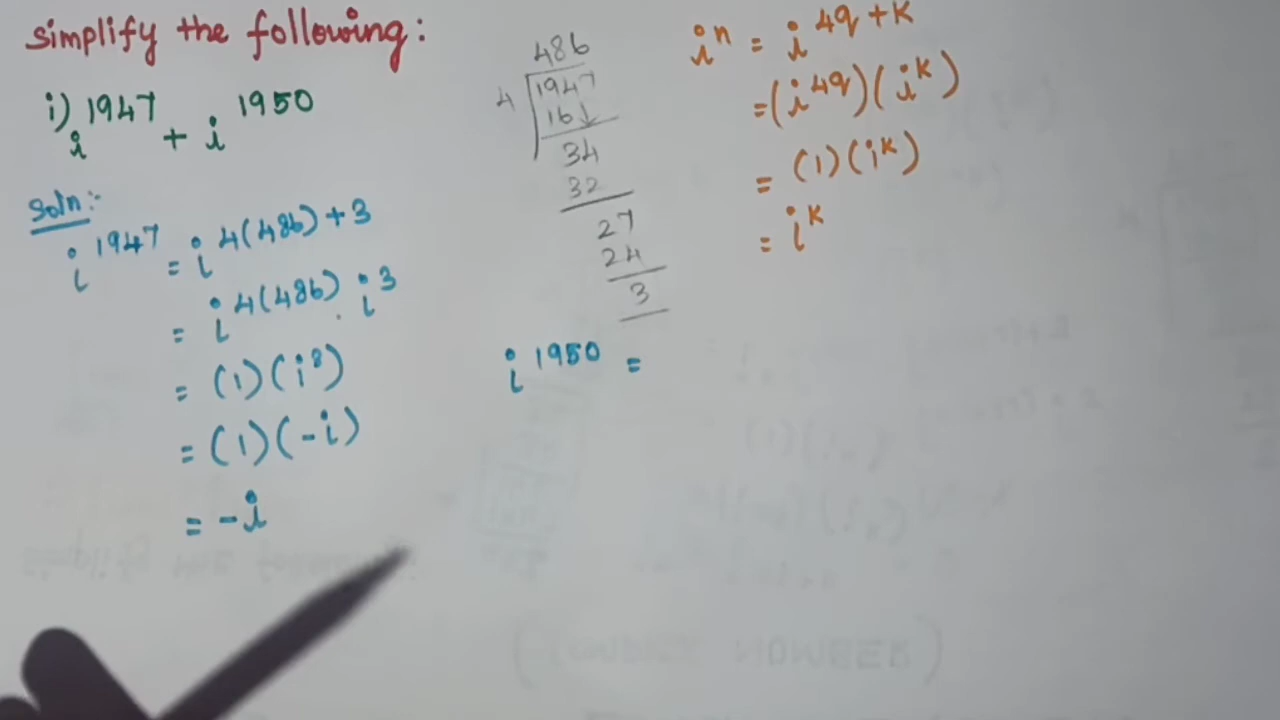 simplify the following:
i) i^1947 + i^1950
Soln:-
i^1947 = i^4(486)+3
= i^4(486) . i^3
= (1)(i^3)
= (1)(-i)
= -i
486
4 1947
16↓
34
32
27
24
3
i^1950 =
i^n = i^4q+k
=(i^4q)(i^k)
= (1)(i^k)
= i^k